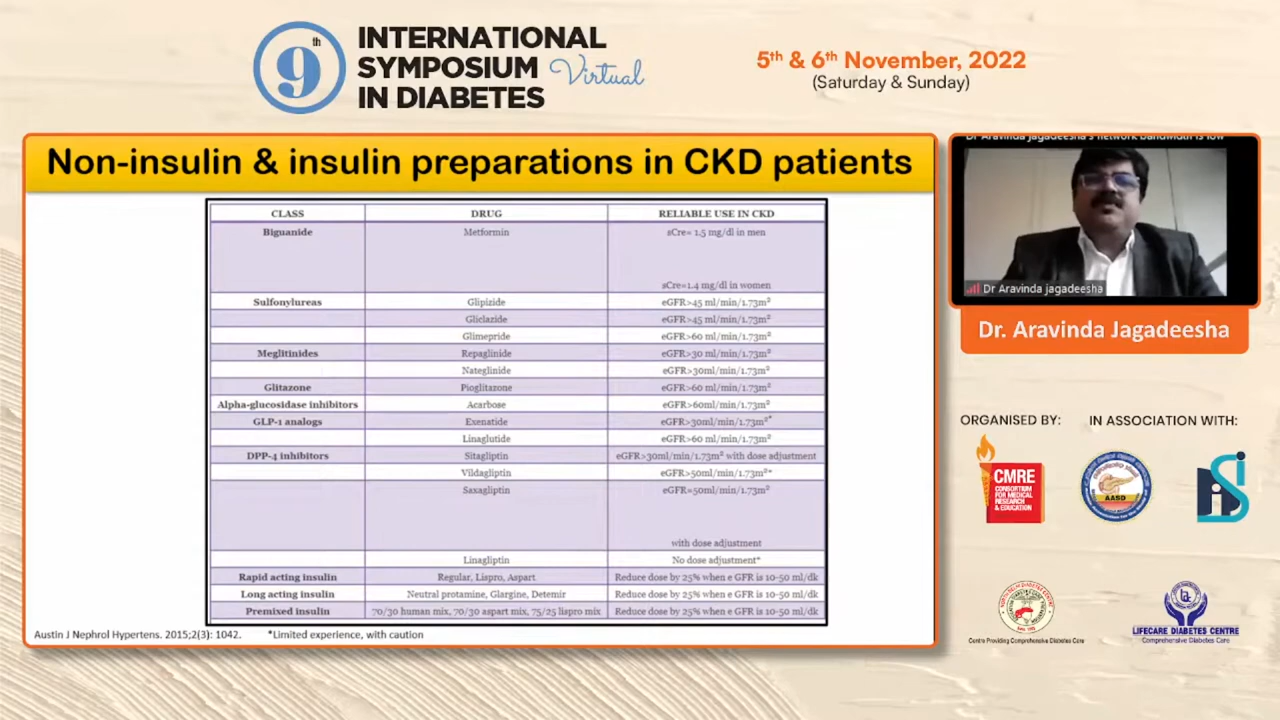 9th
INTERNATIONAL
SYMPOSIUM Virtual
IN DIABETES
5th & 6th November, 2022
(Saturday & Sunday)
Non-insulin & insulin preparations in CKD patients
CLASS DRUG RELIABLE USE IN CKD
Biguanide Metformin sCre= 1.5 mg/dl in men
sCre=1.4 mg/dl in women
Sulfonylureas Glipizide eGFR>45 ml/min/1.73m²
Gliclazide eGFR>45 ml/min/1.73m²
Glimepride eGFR>60 ml/min/1.73m²
Meglitinides Repaglinide eGFR>30 ml/min/1.73m²
Nateglinide eGFR>30ml/min/1.73m²
Glitazone Pioglitazone eGFR>60 ml/min/1.73m²
Alpha-glucosidase inhibitors Acarbose eGFR>60ml/min/1.73m²
GLP-1 analogs Exenatide eGFR>30ml/min/1.73m²*
Linaglutide eGFR>60 ml/min/1.73m²
DPP-4 inhibitors Sitagliptin eGFR>30ml/min/1.73m² with dose adjustment
Vildagliptin eGFR>50ml/min/1.73m²*
Saxagliptin eGFR=50ml/min/1.73m²
with dose adjustment
Linagliptin No dose adjustment*
Rapid acting insulin Regular, Lispro, Aspart Reduce dose by 25% when e GFR is 10-50 ml/dk
Long acting insulin Neutral protamine, Glargine, Detemir Reduce dose by 25% when e GFR is 10-50 ml/dk
Premixed insulin 70/30 human mix, 70/30 aspart mix, 75/25 lispro mix Reduce dose by 25% when e GFR is 10-50 ml/dk
Austin J Nephrol Hypertens. 2015;2(3): 1042. *Limited experience, with caution
Dr Aravinda jagadeesha's network bandwidth is low
Dr Aravinda jagadeesha
Dr. Aravinda Jagadeesha
ORGANISED BY: IN ASSOCIATION WITH:
CMRE
CONSORTIUM
FOR MEDICAL
RESEARCH
& EDUCATION
AASD
Centre Providing Comprehensive Diabetes Care
LIFECARE DIABETES CENTRE
Comprehensive Diabetes Care